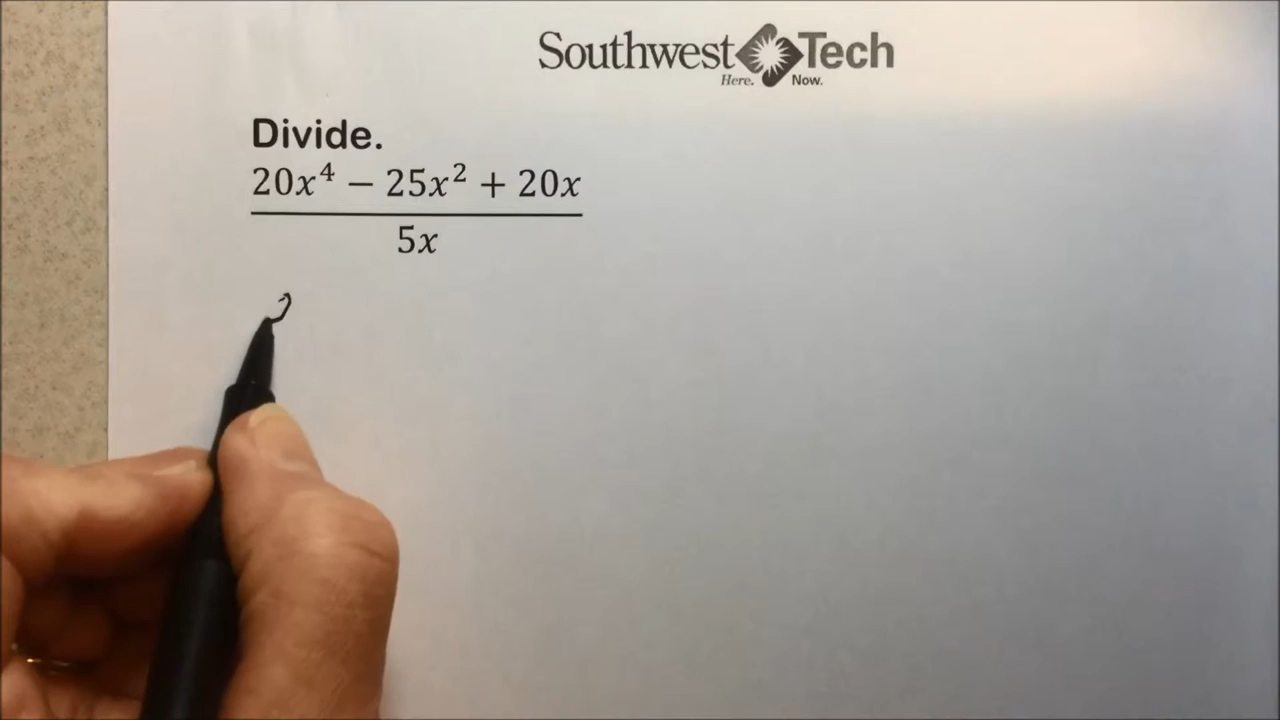 Southwest Tech
Here. Now.
Divide.
20x⁴ − 25x² + 20x
5x